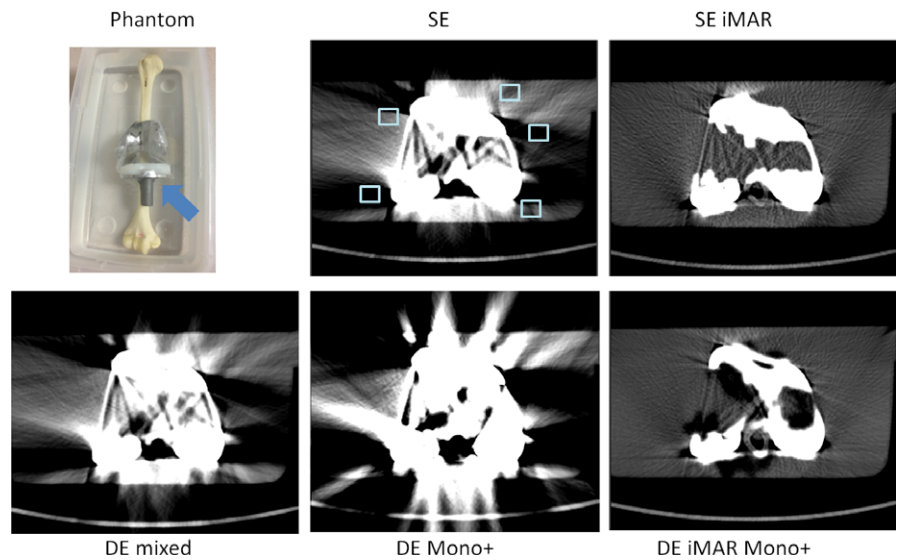 Phantom
SE
SE iMAR
DE mixed
DE Mono+
DE iMAR Mono+